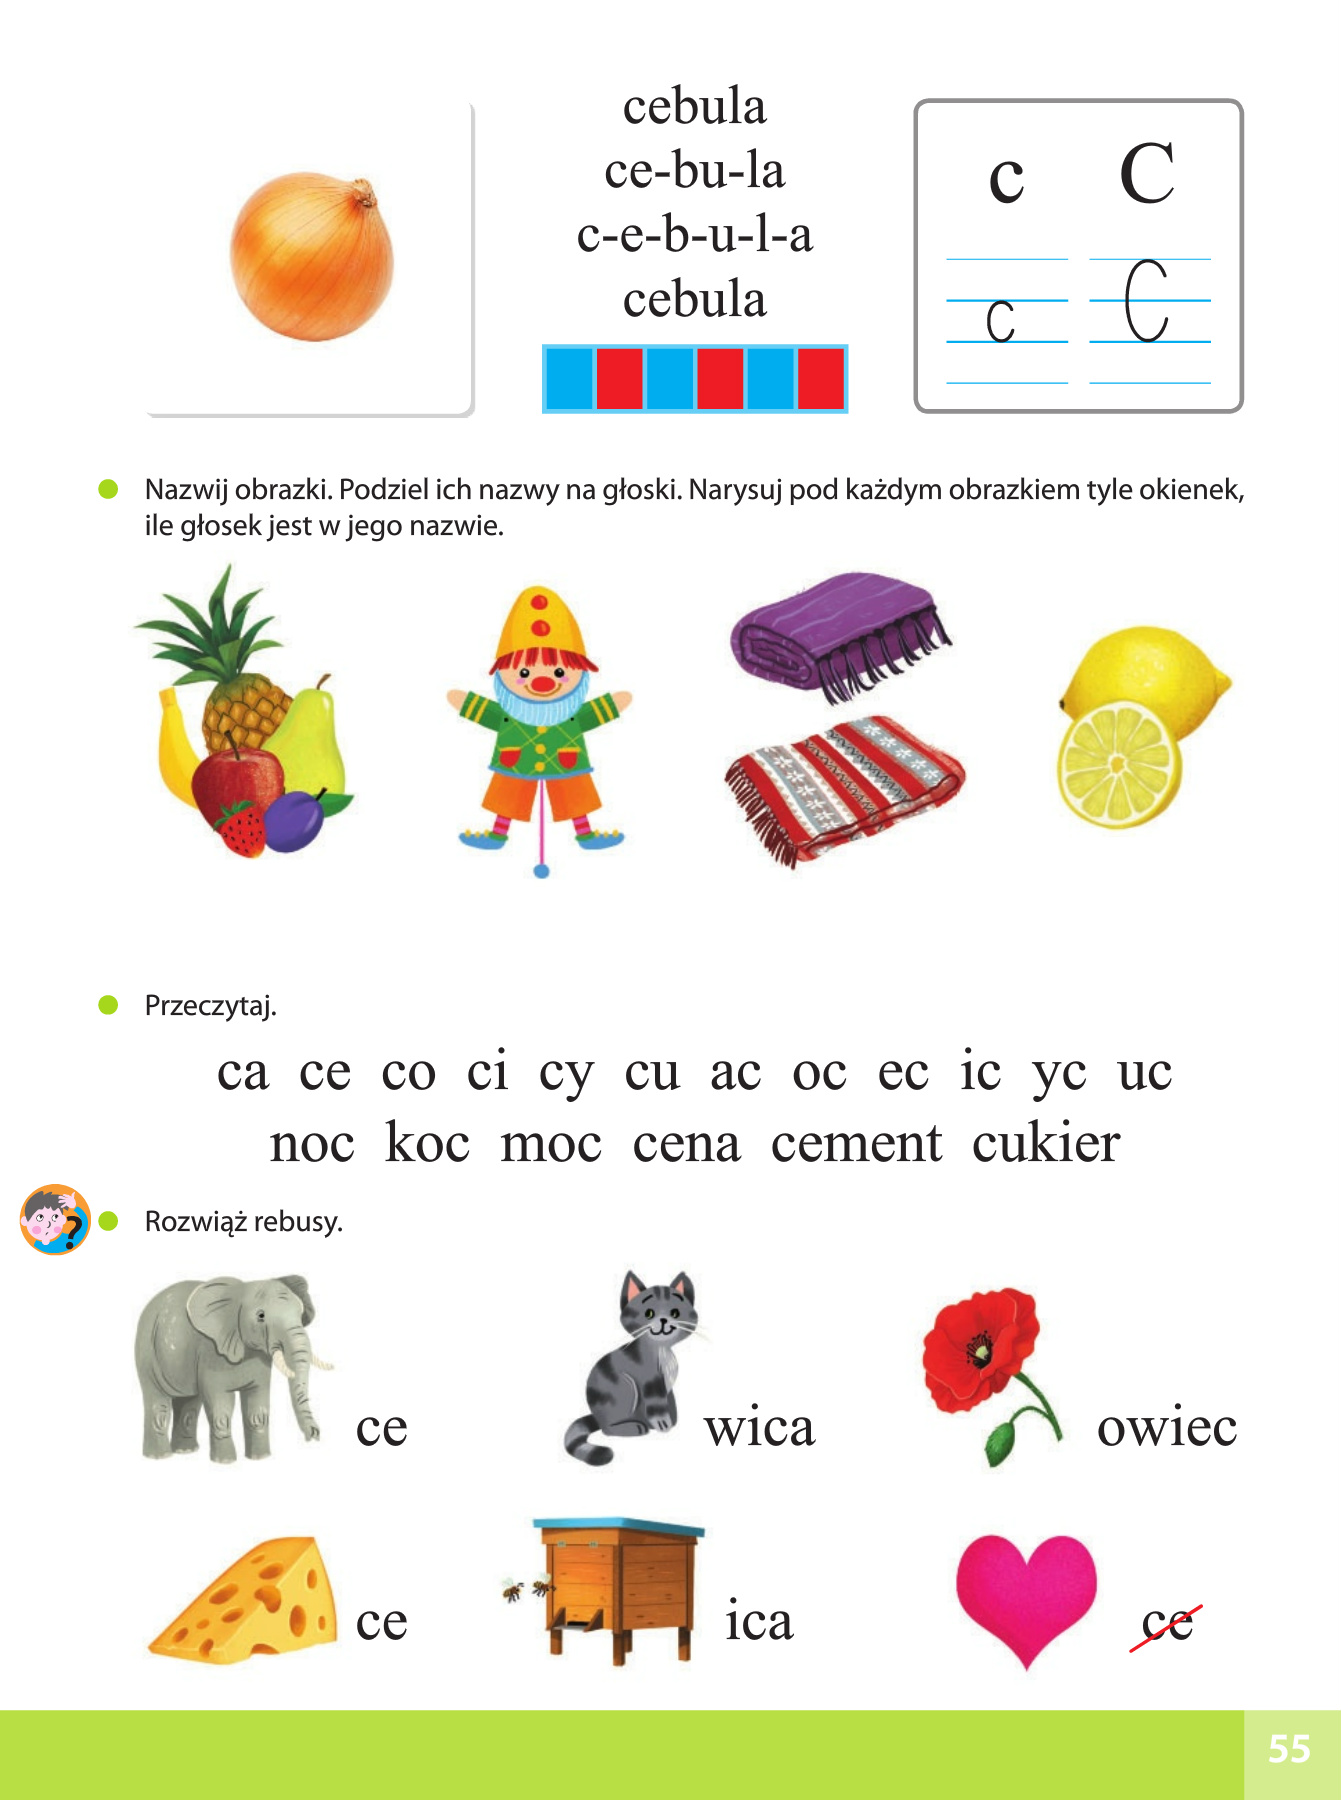 cebula
ce-bu-la
c-e-b-u-l-a
cebula
c C
c C
Nazwij obrazki. Podziel ich nazwy na głoski. Narysuj pod każdym obrazkiem tyle okienek,
ile głosek jest w jego nazwie.
Przeczytaj.
ca ce co ci cy cu ac oc ec ic yc uc
noc koc moc cena cement cukier
?
Rozwiąż rebusy.
ce wica owiec
ce ica ce
55